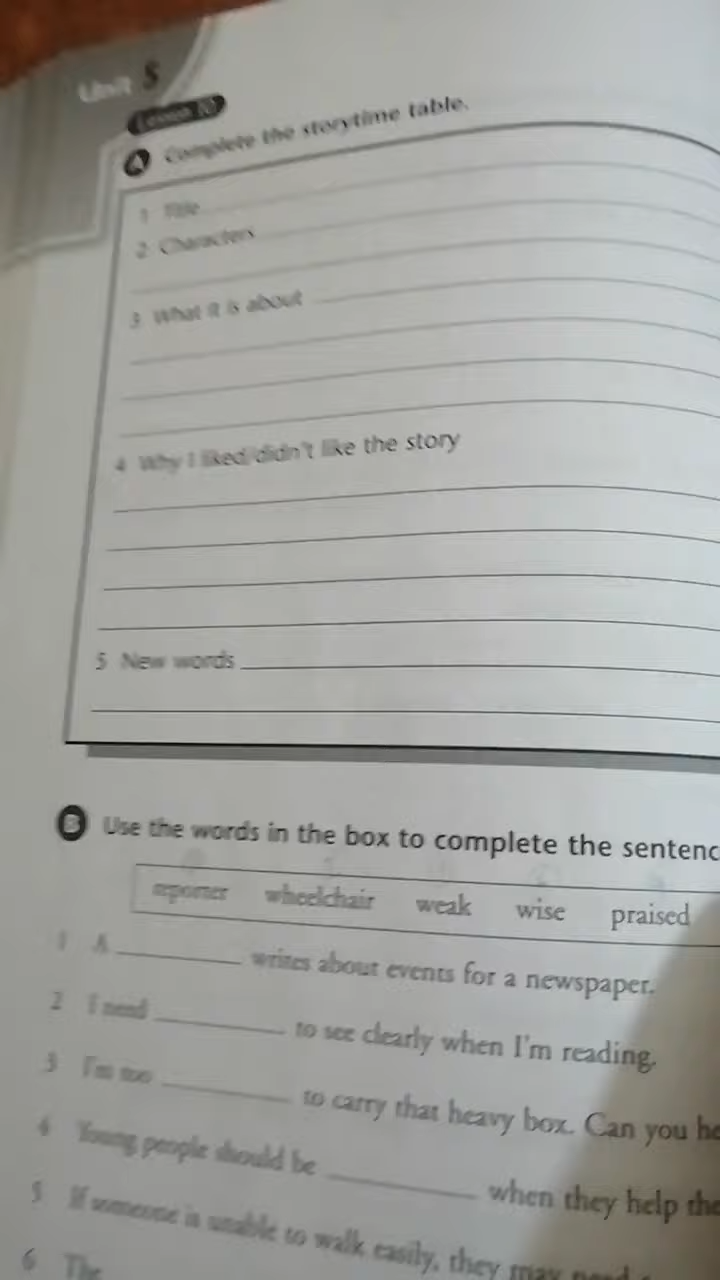 Unit 5
Lesson
A Complete the storytime table.
1 Title
2 Characters
3 What it is about
4 Why I liked/didn't like the story
5 New words
B Use the words in the box to complete the sentenc
reporter wheelchair weak wise praised
1 A writes about events for a newspaper.
2 I need to see clearly when I'm reading.
3 I'm too to carry that heavy box. Can you he
4 Young people should be when they help the
5 If someone is unable to walk easily, they may need
6 The